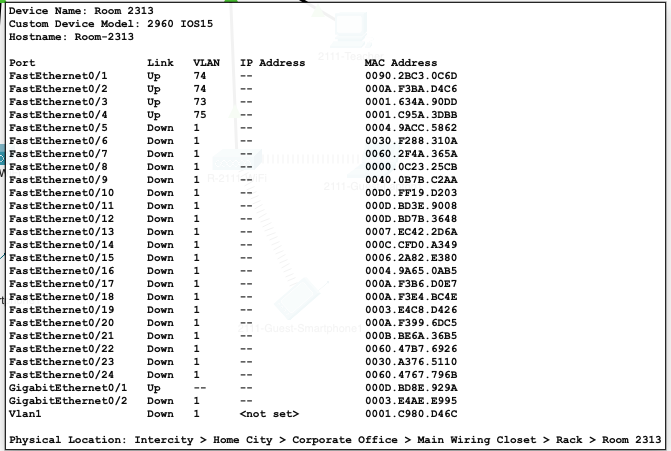 Device Name: Room 2313
Custom Device Model: 2960 IOS15
Hostname: Room-2313
Port Link VLAN IP Address MAC Address
FastEthernet0/1 Up 74 -- 0090.2BC3.0C6D
FastEthernet0/2 Up 74 -- 000A.F3BA.D4C6
FastEthernet0/3 Up 73 -- 0001.634A.90DD
FastEthernet0/4 Up 75 -- 0001.C95A.3DBB
FastEthernet0/5 Down 1 -- 0004.9ACC.5862
FastEthernet0/6 Down 1 -- 0030.F288.310A
FastEthernet0/7 Down 1 -- 0060.2F4A.365A
FastEthernet0/8 Down 1 -- 0000.0C23.25CB
FastEthernet0/9 Down 1 -- 0040.0B7B.C2AA
FastEthernet0/10 Down 1 -- 00D0.FF19.D203
FastEthernet0/11 Down 1 -- 000D.BD3E.9008
FastEthernet0/12 Down 1 -- 000D.BD7B.3648
FastEthernet0/13 Down 1 -- 0007.EC42.2D6A
FastEthernet0/14 Down 1 -- 000C.CFD0.A349
FastEthernet0/15 Down 1 -- 0006.2A82.E380
FastEthernet0/16 Down 1 -- 0004.9A65.0AB5
FastEthernet0/17 Down 1 -- 000A.F3B6.D0E7
FastEthernet0/18 Down 1 -- 000A.F3E4.BC4E
FastEthernet0/19 Down 1 -- 0003.E4C8.D426
FastEthernet0/20 Down 1 -- 000A.F399.6DC5
FastEthernet0/21 Down 1 -- 000B.BE6A.36B5
FastEthernet0/22 Down 1 -- 0060.47B7.6926
FastEthernet0/23 Down 1 -- 0030.A376.5110
FastEthernet0/24 Down 1 -- 0060.4767.796B
GigabitEthernet0/1 Up -- -- 000D.BD8E.929A
GigabitEthernet0/2 Down 1 -- 0003.E4AE.E995
Vlan1 Down 1 <not set> 0001.C980.D46C
Physical Location: Intercity > Home City > Corporate Office > Main Wiring Closet > Rack > Room 2313